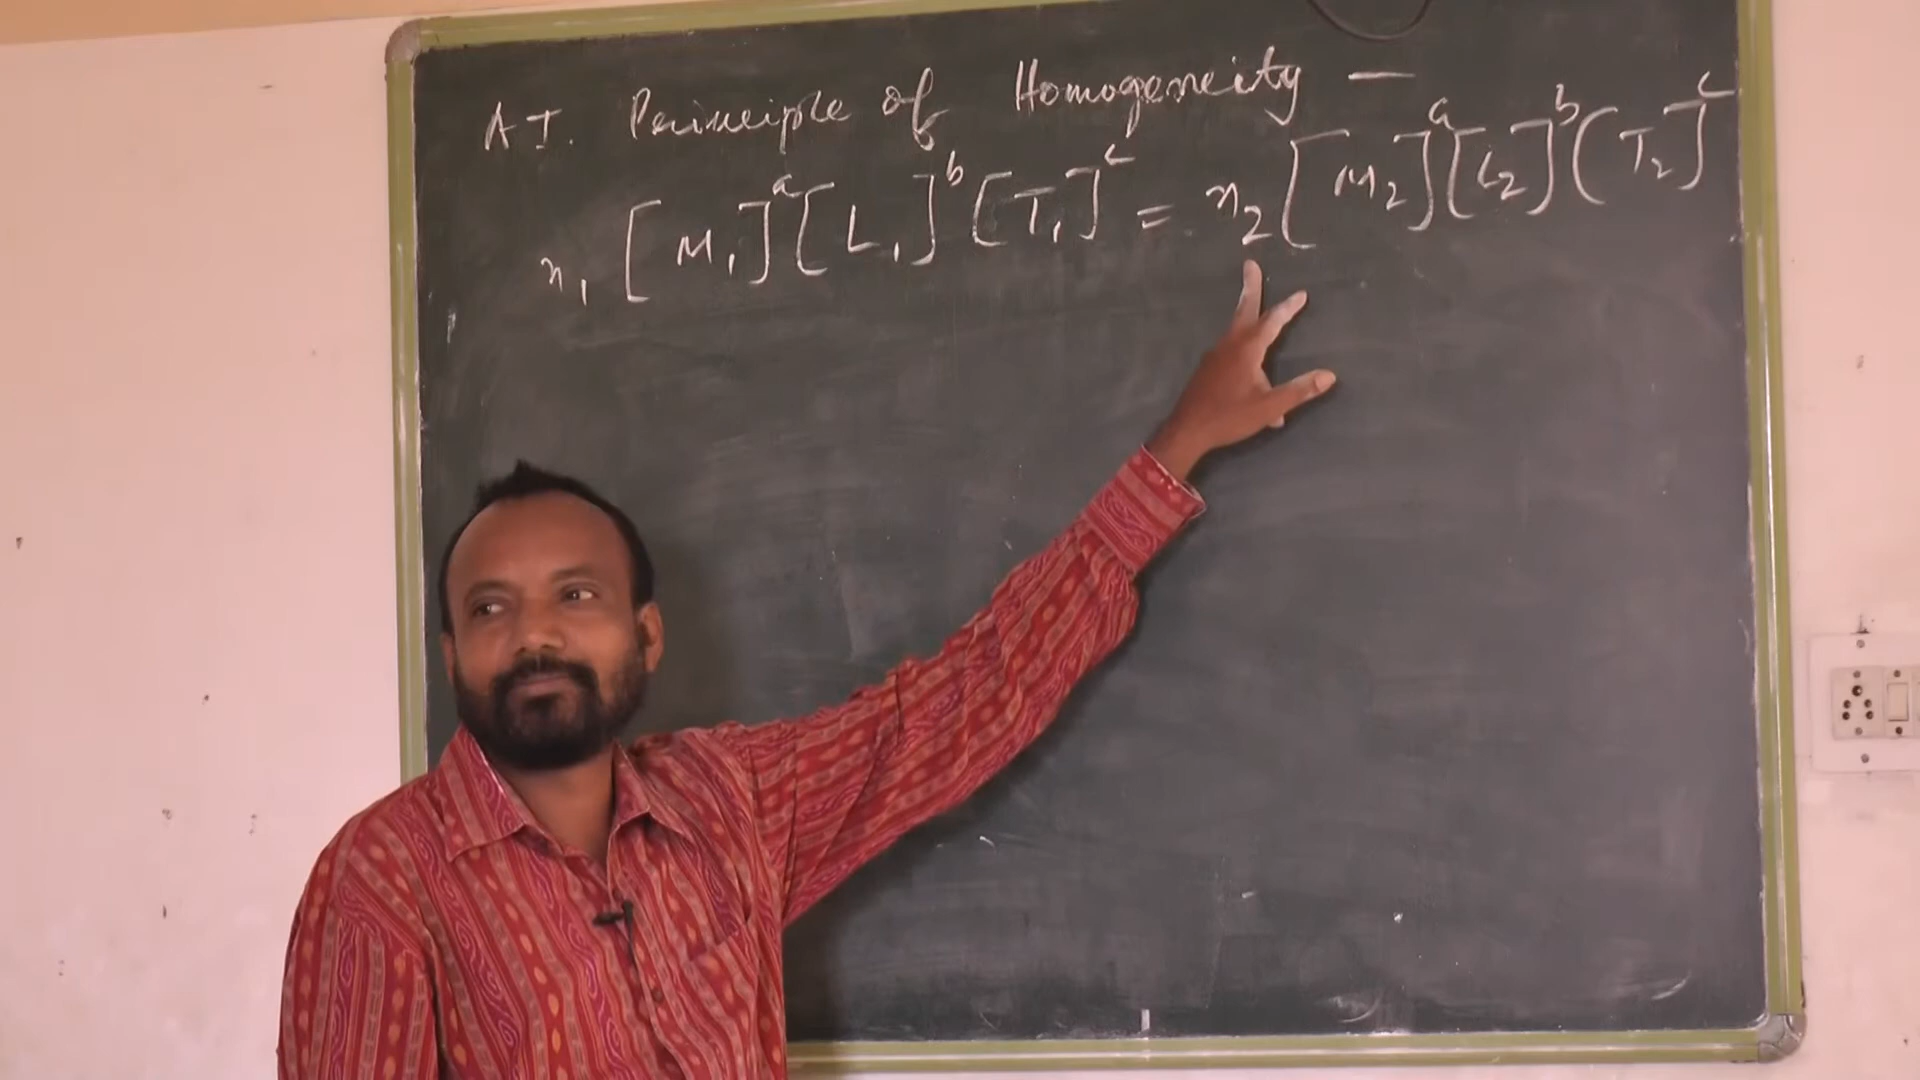 A I. Principle of Homogeneity —
n₁ [M₁]ᵃ [L₁]ᵇ [T₁]ᶜ = n₂ [M₂]ᵃ [L₂]ᵇ (T₂]ᶜ